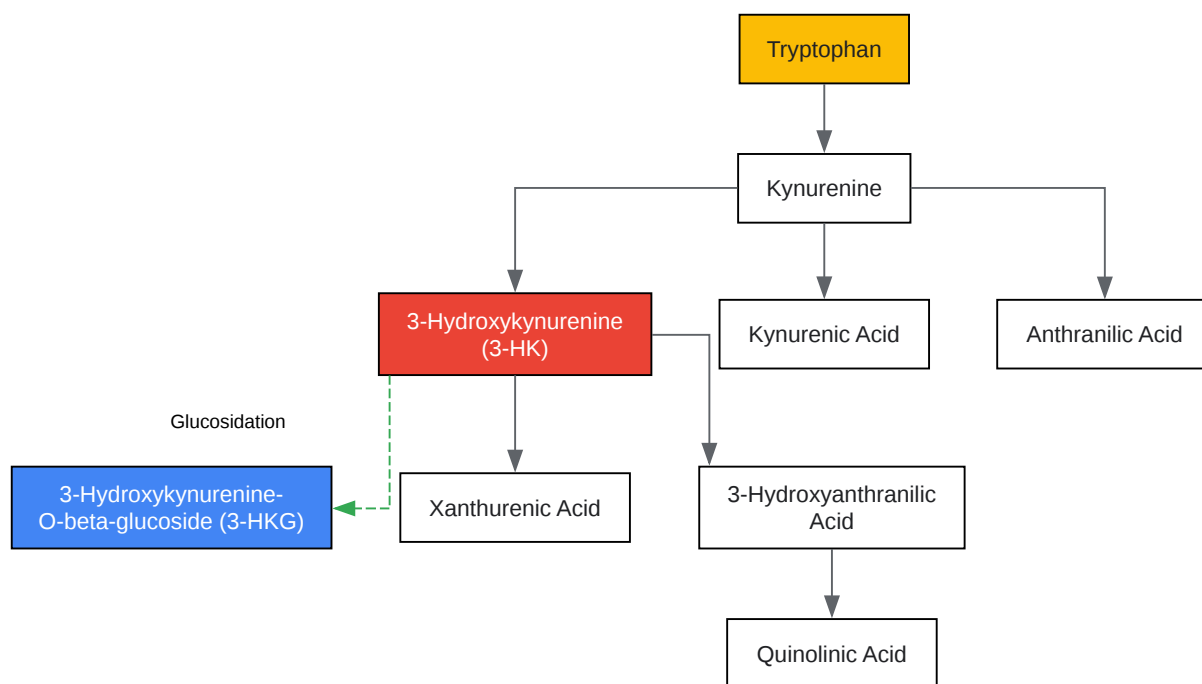 Tryptophan
Kynurenine
3-Hydroxykynurenine
(3-HK)
Kynurenic Acid
Anthranilic Acid
Glucosidation
3-Hydroxykynurenine-
O-beta-glucoside (3-HKG)
Xanthurenic Acid
3-Hydroxyanthranilic
Acid
Quinolinic Acid